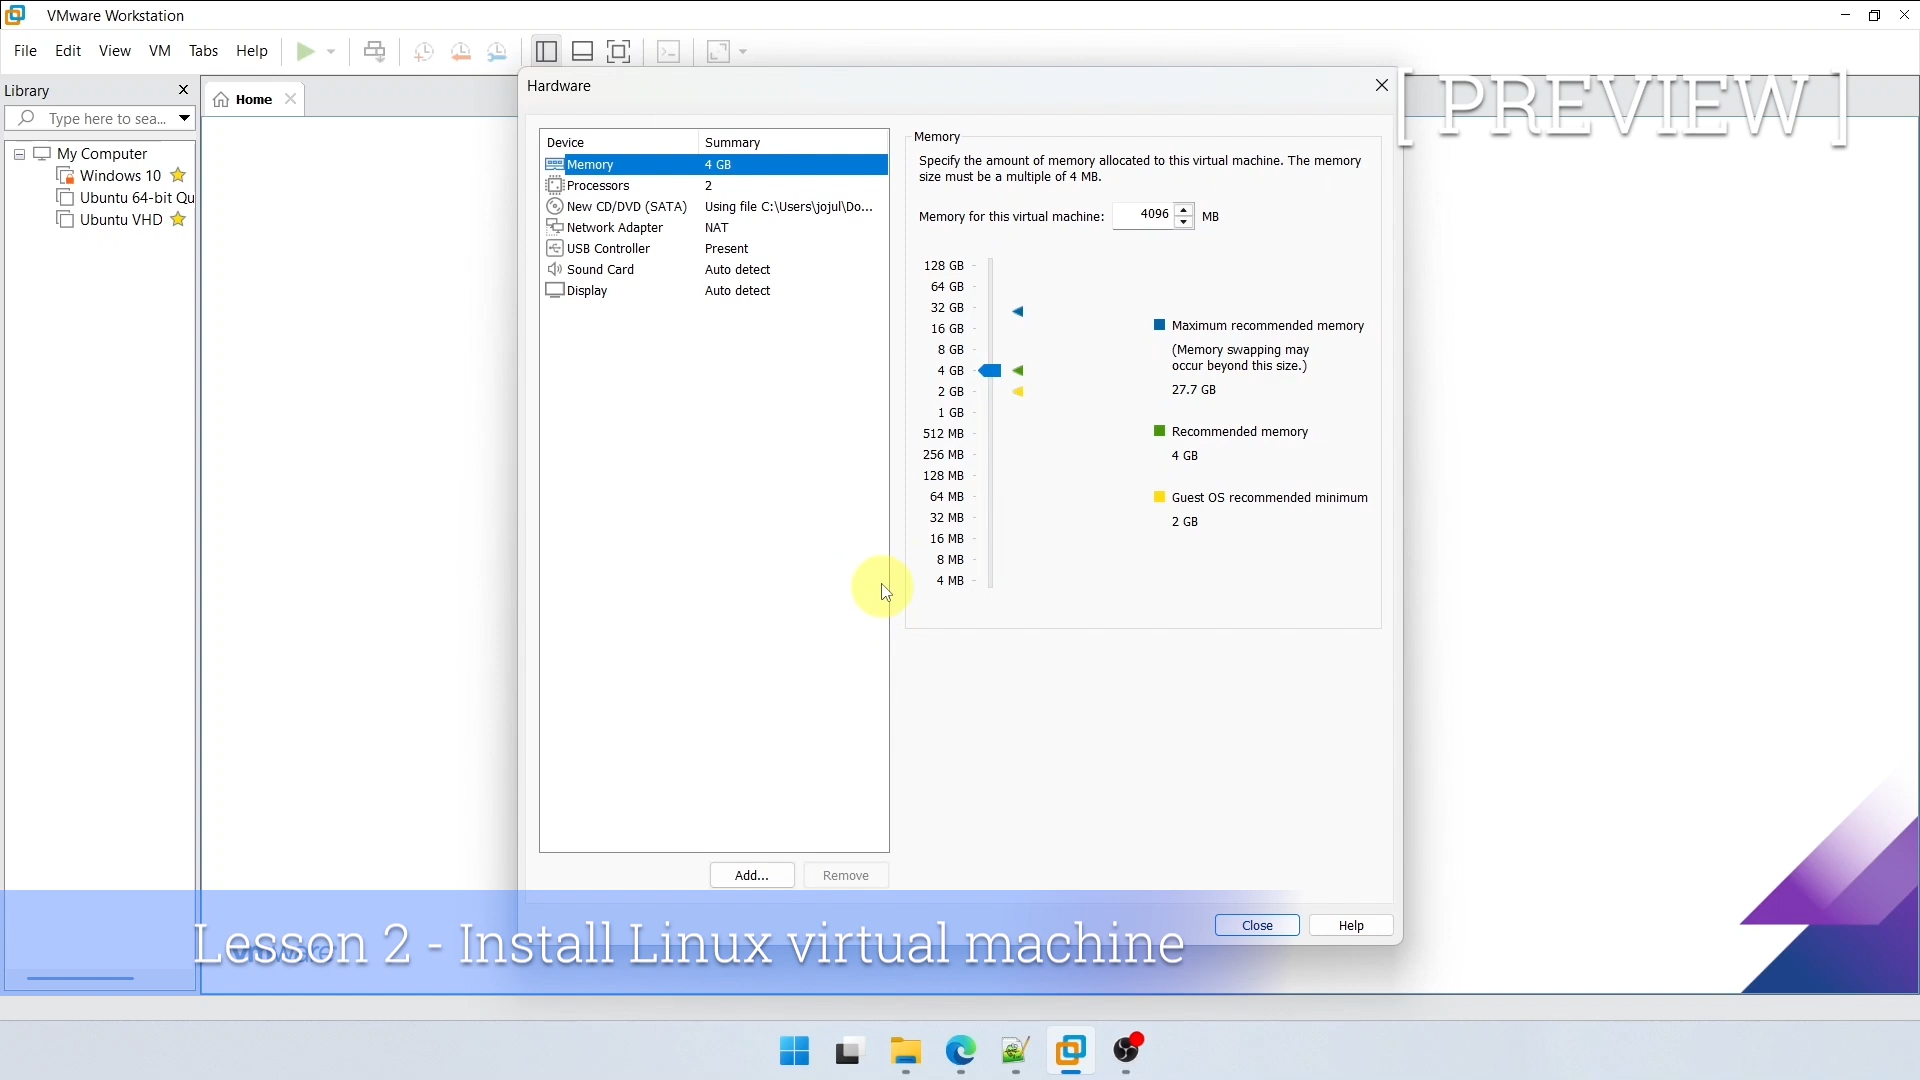 VMware Workstation
File Edit View VM Tabs Help
Library
Type here to sea...
My Computer
Windows 10
Ubuntu 64-bit Qu
Ubuntu VHD
Home
Hardware
[ PREVIEW ]
Device Summary
Memory 4 GB
Processors 2
New CD/DVD (SATA) Using file C:\Users\jojul\Do...
Network Adapter NAT
USB Controller Present
Sound Card Auto detect
Display Auto detect
Add... Remove
Memory
Specify the amount of memory allocated to this virtual machine. The memory
size must be a multiple of 4 MB.
Memory for this virtual machine: 4096 MB
128 GB
64 GB
32 GB
16 GB
8 GB
4 GB
2 GB
1 GB
512 MB
256 MB
128 MB
64 MB
32 MB
16 MB
8 MB
4 MB
Maximum recommended memory
(Memory swapping may
occur beyond this size.)
27.7 GB
Recommended memory
4 GB
Guest OS recommended minimum
2 GB
Close Help
Lesson 2 - Install Linux virtual machine